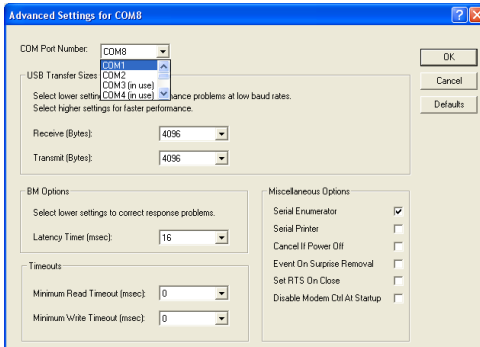 Advanced Settings for COM8
COM Port Number:
COM8
COM1
COM2
COM3 (in use)
COM4 (in use)
OK
Cancel
Defaults
USB Transfer Sizes
Select lower settin mance problems at low baud rates.
Select higher settings for faster performance.
Receive (Bytes):
4096
Transmit (Bytes):
4096
BM Options
Select lower settings to correct response problems.
Latency Timer (msec):
16
Timeouts
Minimum Read Timeout (msec):
0
Minimum Write Timeout (msec):
0
Miscellaneous Options
Serial Enumerator
Serial Printer
Cancel If Power Off
Event On Surprise Removal
Set RTS On Close
Disable Modem Ctrl At Startup